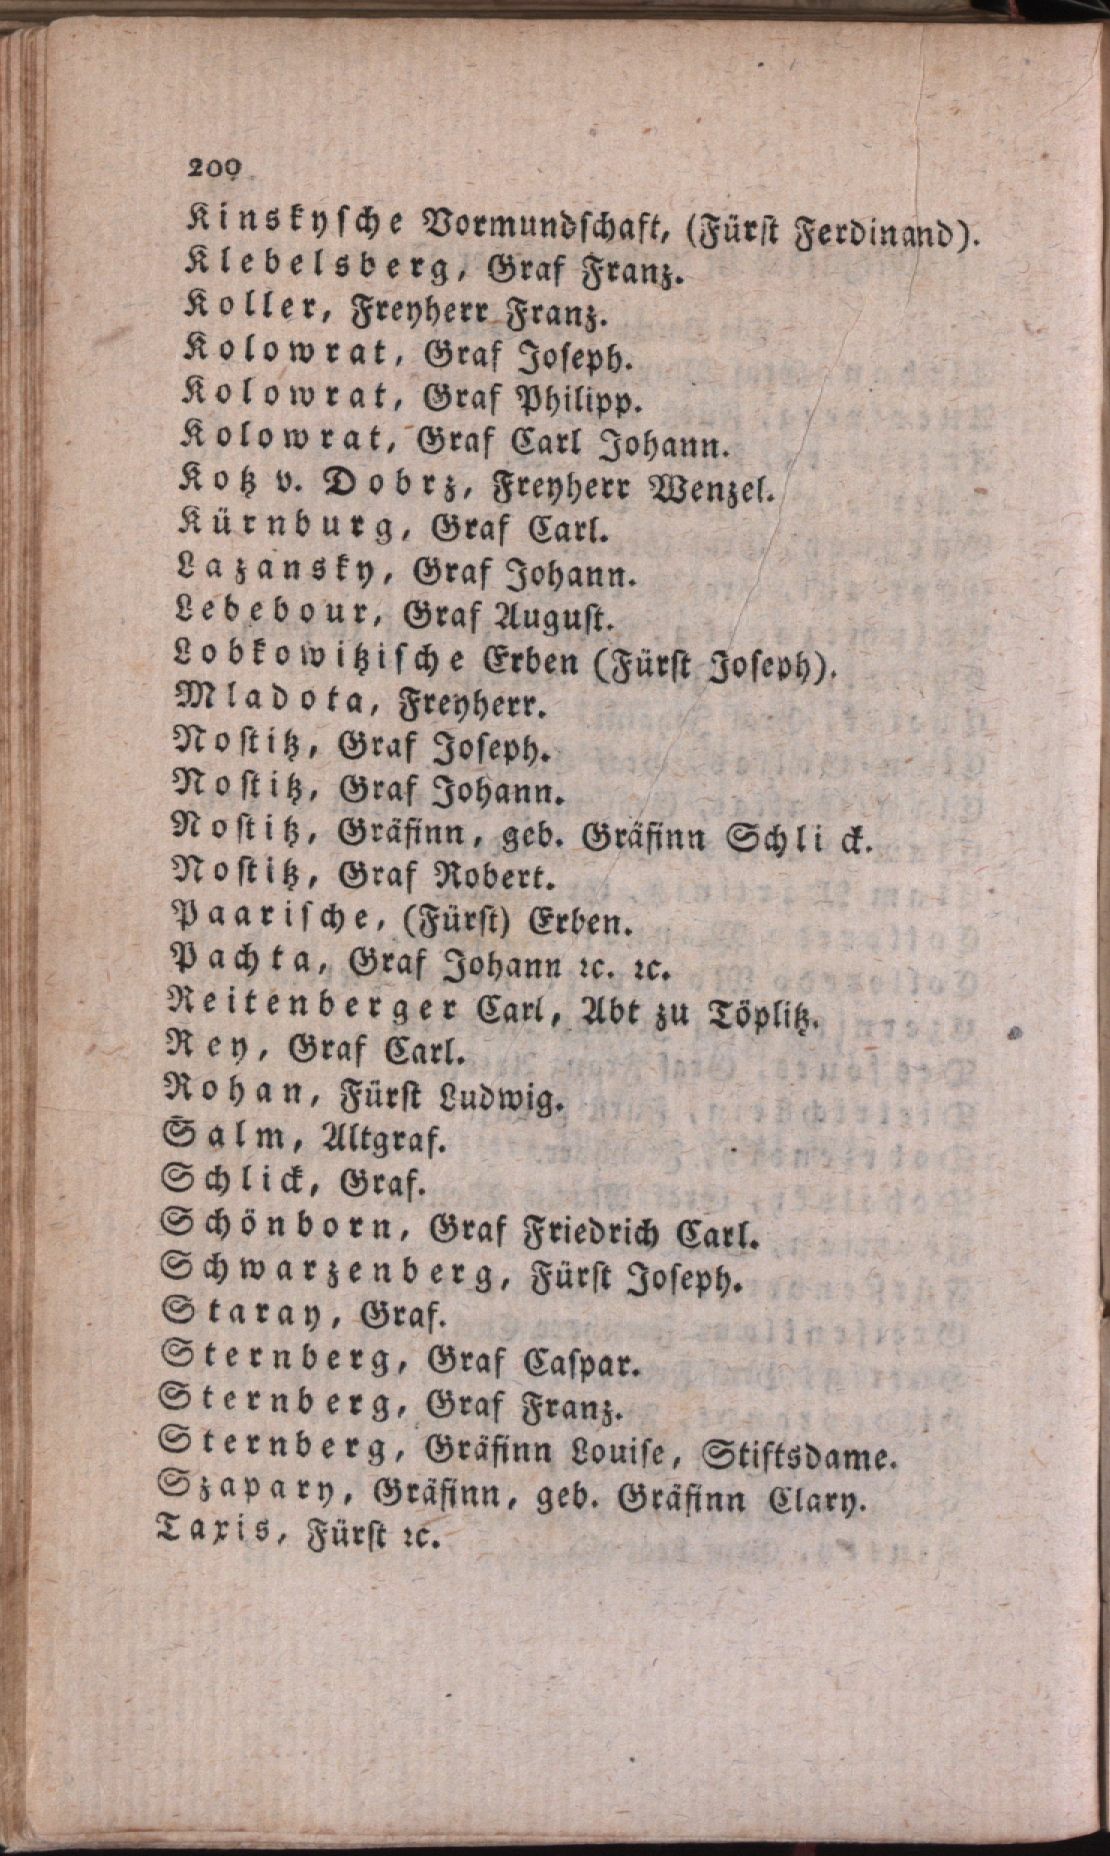 200
Kinskysche Vormundschaft, (Fürst Ferdinand).
Klebelsberg, Graf Franz.
Koller, Freyherr Franz.
Kolowrat, Graf Joseph.
Kolowrat, Graf Philipp.
Kolowrat, Graf Carl Johann.
Kotz v. Dobrz, Freyherr Wenzel.
Kürnburg, Graf Carl.
Lazansky, Graf Johann.
Lebebour, Graf August.
Lobkowitzische Erben (Fürst Joseph).
Mladota, Freyherr.
Nostitz, Graf Joseph.
Nostitz, Graf Johann.
Nostitz, Gräfinn, geb. Gräfinn Schlick.
Nostitz, Graf Robert.
Paarische, (Fürst) Erben.
Pachta, Graf Johann ꝛc. ꝛc.
Reitenberger Carl, Abt zu Töplitz.
Rey, Graf Carl.
Rohan, Fürst Ludwig.
Salm, Altgraf.
Schlick, Graf.
Schönborn, Graf Friedrich Carl.
Schwarzenberg, Fürst Joseph.
Staray, Graf.
Sternberg, Graf Caspar.
Sternberg, Graf Franz.
Sternberg, Gräfinn Louise, Stiftsdame.
Szapary, Gräfinn, geb. Gräfinn Clary.
Taxis, Fürst ꝛc.